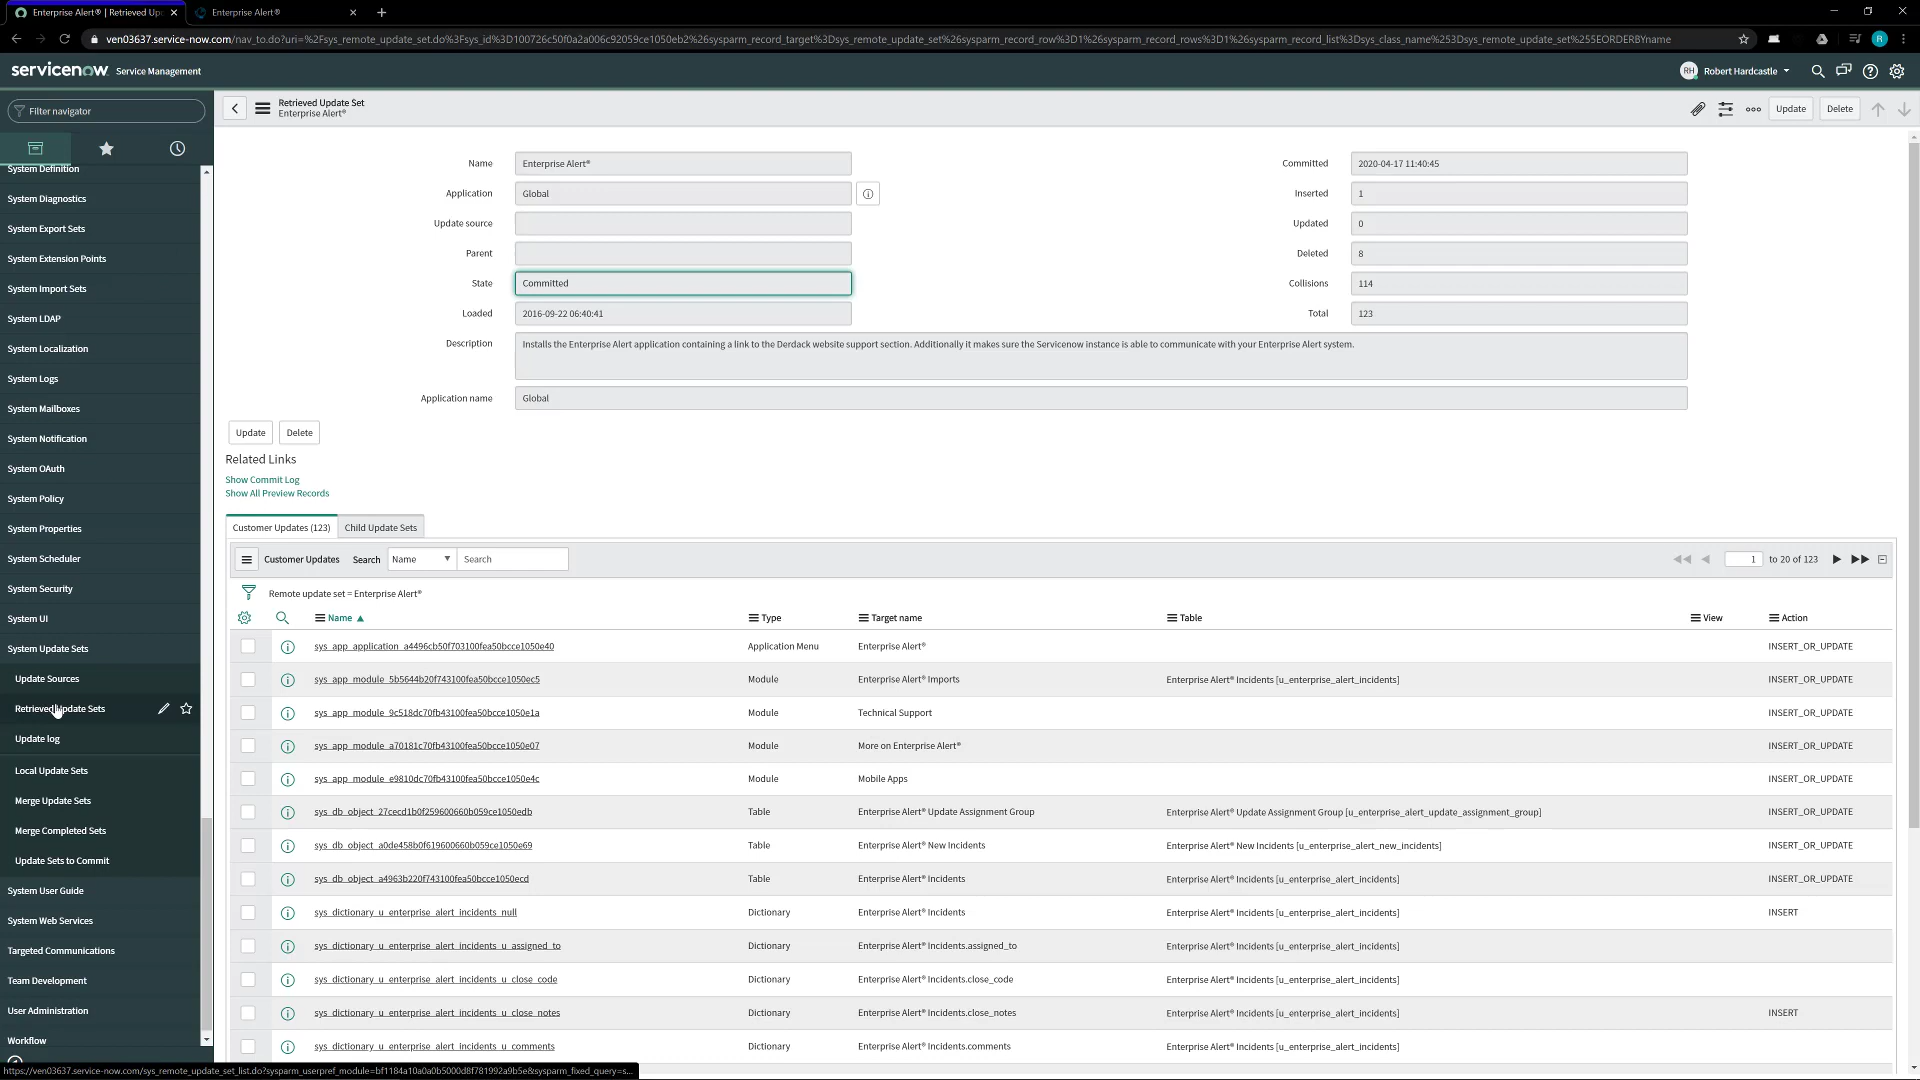 Enterprise Alert® | Retrieved Up
Enterprise Alert®
ven03637.service-now.com/nav_to.do?uri=%2Fsys_remote_update_set.do%3Fsys_id%3D100726c50f0a2a006c92059ce1050eb2%26sysparm_record_target%3Dsys_remote_update_set%26sysparm_record_row%3D1%26sysparm_record_rows%3D1%26sysparm_record_list%3Dsys_class_name%253Dsys_remote_update_set%255EORDERBYname
servicenow Service Management
RH Robert Hardcastle
Filter navigator
Retrieved Update Set
Enterprise Alert®
Update Delete
System Definition
System Diagnostics
System Export Sets
System Extension Points
System Import Sets
System LDAP
System Localization
System Logs
System Mailboxes
System Notification
System OAuth
System Policy
System Properties
System Scheduler
System Security
System UI
System Update Sets
Update Sources
Retrieved Update Sets
Update log
Local Update Sets
Merge Update Sets
Merge Completed Sets
Update Sets to Commit
System User Guide
System Web Services
Targeted Communications
Team Development
User Administration
Workflow
Name Enterprise Alert® Committed 2020-04-17 11:40:45
Application Global Inserted 1
Update source Updated 0
Parent Deleted 8
State Committed Collisions 114
Loaded 2016-09-22 06:40:41 Total 123
Description Installs the Enterprise Alert application containing a link to the Derdack website support section. Additionally it makes sure the Servicenow instance is able to communicate with your Enterprise Alert system.
Application name Global
Update Delete
Related Links
Show Commit Log
Show All Preview Records
Customer Updates (123) Child Update Sets
Customer Updates Search Name Search 1 to 20 of 123
Remote update set = Enterprise Alert®
Name Type Target name Table View Action
sys_app_application_a4496cb50f703100fea50bcce1050e40 Application Menu Enterprise Alert® INSERT_OR_UPDATE
sys_app_module_5b5644b20f743100fea50bcce1050ec5 Module Enterprise Alert® Imports Enterprise Alert® Incidents [u_enterprise_alert_incidents] INSERT_OR_UPDATE
sys_app_module_9c518dc70fb43100fea50bcce1050e1a Module Technical Support INSERT_OR_UPDATE
sys_app_module_a70181c70fb43100fea50bcce1050e07 Module More on Enterprise Alert® INSERT_OR_UPDATE
sys_app_module_e9810dc70fb43100fea50bcce1050e4c Module Mobile Apps INSERT_OR_UPDATE
sys_db_object_27cecd1b0f259600660b059ce1050edb Table Enterprise Alert® Update Assignment Group Enterprise Alert® Update Assignment Group [u_enterprise_alert_update_assignment_group] INSERT_OR_UPDATE
sys_db_object_a0de458b0f619600660b059ce1050e69 Table Enterprise Alert® New Incidents Enterprise Alert® New Incidents [u_enterprise_alert_new_incidents] INSERT_OR_UPDATE
sys_db_object_a4963b220f743100fea50bcce1050ecd Table Enterprise Alert® Incidents Enterprise Alert® Incidents [u_enterprise_alert_incidents] INSERT_OR_UPDATE
sys_dictionary_u_enterprise_alert_incidents_null Dictionary Enterprise Alert® Incidents Enterprise Alert® Incidents [u_enterprise_alert_incidents] INSERT
sys_dictionary_u_enterprise_alert_incidents_u_assigned_to Dictionary Enterprise Alert® Incidents.assigned_to Enterprise Alert® Incidents [u_enterprise_alert_incidents]
sys_dictionary_u_enterprise_alert_incidents_u_close_code Dictionary Enterprise Alert® Incidents.close_code Enterprise Alert® Incidents [u_enterprise_alert_incidents]
sys_dictionary_u_enterprise_alert_incidents_u_close_notes Dictionary Enterprise Alert® Incidents.close_notes Enterprise Alert® Incidents [u_enterprise_alert_incidents] INSERT
sys_dictionary_u_enterprise_alert_incidents_u_comments Dictionary Enterprise Alert® Incidents.comments Enterprise Alert® Incidents [u_enterprise_alert_incidents]
https://ven03637.service-now.com/sys_remote_update_set_list.do?sysparm_userpref_module=bf1184a10a0a0b5000d8f781992a9b5e&sysparm_fixed_query=s...